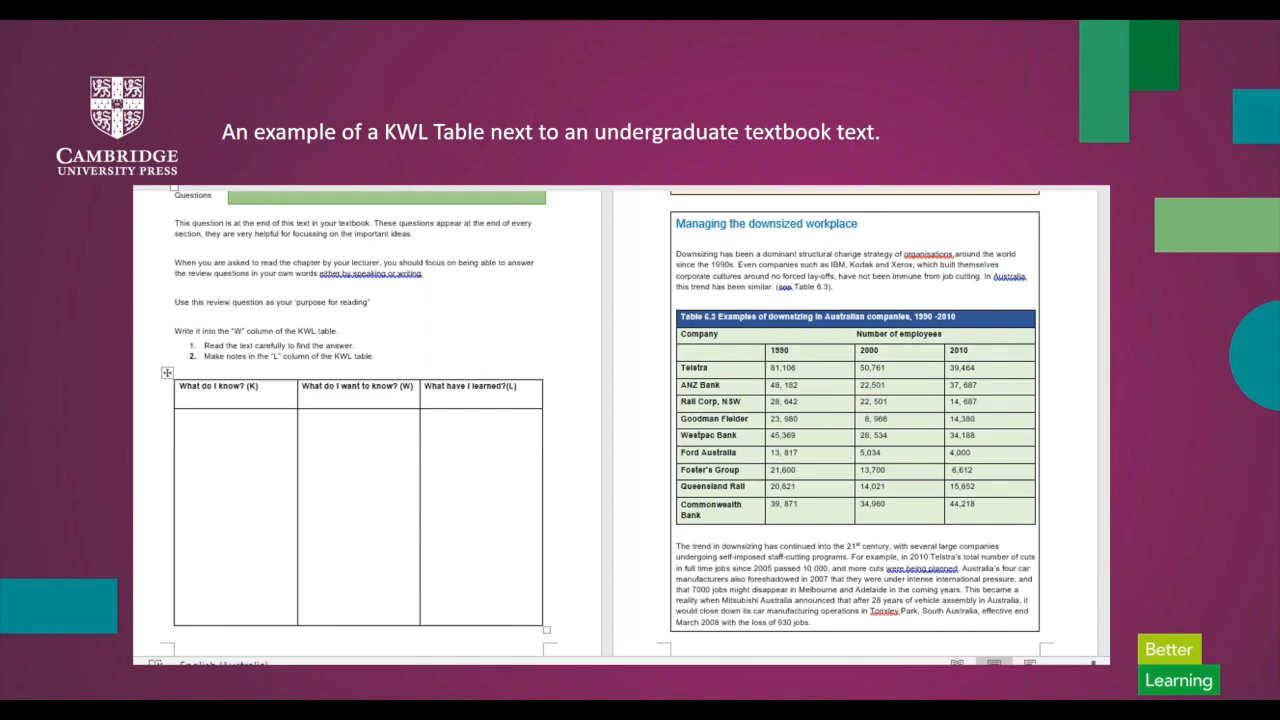 CAMBRIDGE
UNIVERSITY PRESS
An example of a KWL Table next to an undergraduate textbook text.
Questions
This question is at the end of this text in your textbook. These questions appear at the end of every
section, they are very helpful for focussing on the important ideas.
When you are asked to read the chapter by your lecturer, you should focus on being able to answer
the review questions in your own words either by speaking or writing.
Use this review question as your 'purpose for reading"
Write it into the "W" column of the KWL table.
1. Read the text carefully to find the answer.
2. Make notes in the "L" column of the KWL table.
What do I know? (K) What do I want to know? (W) What have I learned?(L)
English (Australia)
Managing the downsized workplace
Downsizing has been a dominant structural change strategy of organisations around the world
since the 1990s. Even companies such as IBM, Kodak and Xerox, which built themselves
corporate cultures around no forced lay-offs, have not been immune from job cutting. In Australia,
this trend has been similar. (see Table 6.3).
Table 6.3 Examples of downsizing in Australian companies, 1990 -2010
Company Number of employees
1990 2000 2010
Telstra 81,106 50,761 39,464
ANZ Bank 48, 182 22,501 37, 687
Rail Corp, NSW 28, 642 22, 501 14, 687
Goodman Fielder 23, 980 8, 966 14,380
Westpac Bank 45,369 28, 534 34,188
Ford Australia 13, 817 5,034 4,000
Foster's Group 21,600 13,700 6,612
Queensland Rail 20,821 14,021 15,852
Commonwealth 39, 871 34,960 44,218
Bank
The trend in downsizing has continued into the 21st century, with several large companies
undergoing self-imposed staff-cutting programs. For example, in 2010 Telstra's total number of cuts
in full time jobs since 2005 passed 10 000, and more cuts were being planned. Australia's four car
manufacturers also foreshadowed in 2007 that they were under intense international pressure, and
that 7000 jobs might disappear in Melbourne and Adelaide in the coming years. This became a
reality when Mitsubishi Australia announced that after 28 years of vehicle assembly in Australia, it
would close down its car manufacturing operations in Tonsley Park, South Australia, effective end
March 2008 with the loss of 930 jobs.
Better
Learning